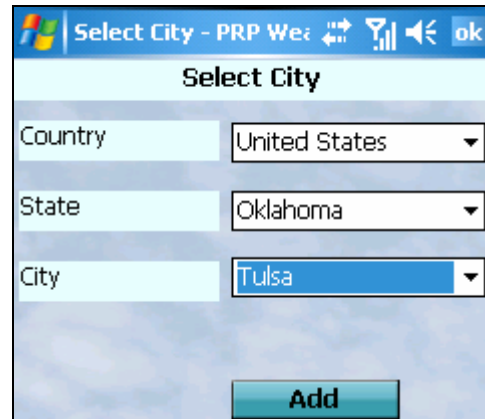 Select City - PRP Wea ok
Select City
Country United States
State Oklahoma
City Tulsa
Add